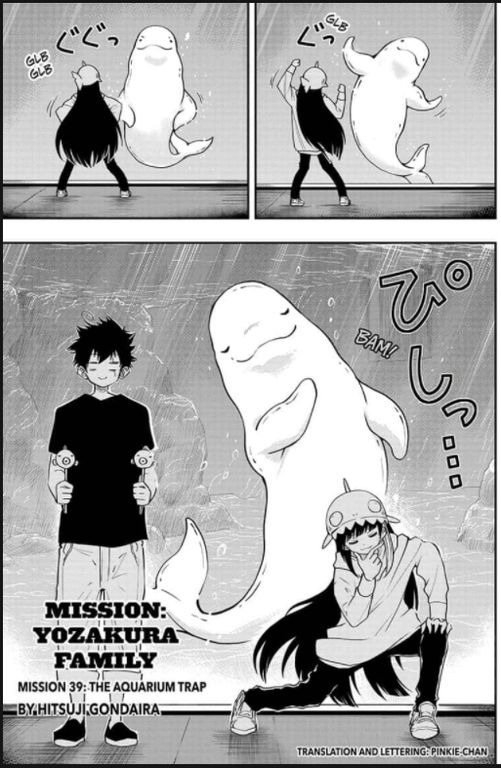 GLB
GLB
ぐぐっ
GLB
ぐっ
BAM!
ぴしっ…
MISSION:
YOZAKURA
FAMILY
MISSION 39: THE AQUARIUM TRAP
BY HITSUJI GONDAIRA
TRANSLATION AND LETTERING: PINKIE-CHAN